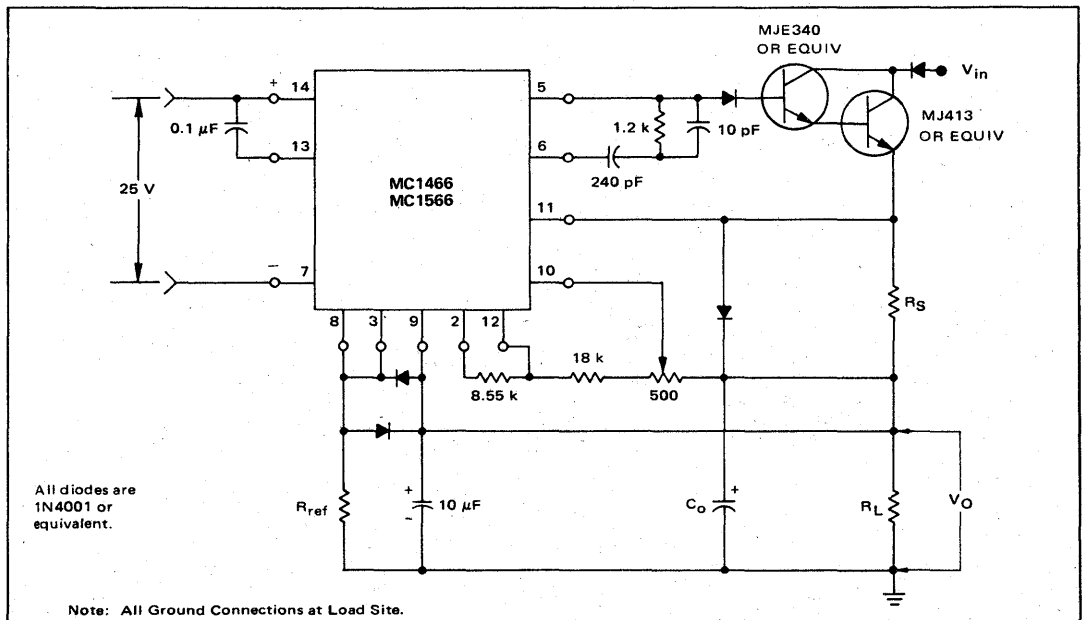 MJE340
OR EQUIV
V_in
+
14
5
0.1 μF
1.2 k
10 pF
MJ413
OR EQUIV
13
6
240 pF
25 V
MC1466
MC1566
11
10
−
7
8
3
9
2
12
R_S
8.55 k
18 k
500
All diodes are
1N4001 or
equivalent.
R_ref
+
10 μF
−
C_o
+
R_L
V_O
Note: All Ground Connections at Load Site.